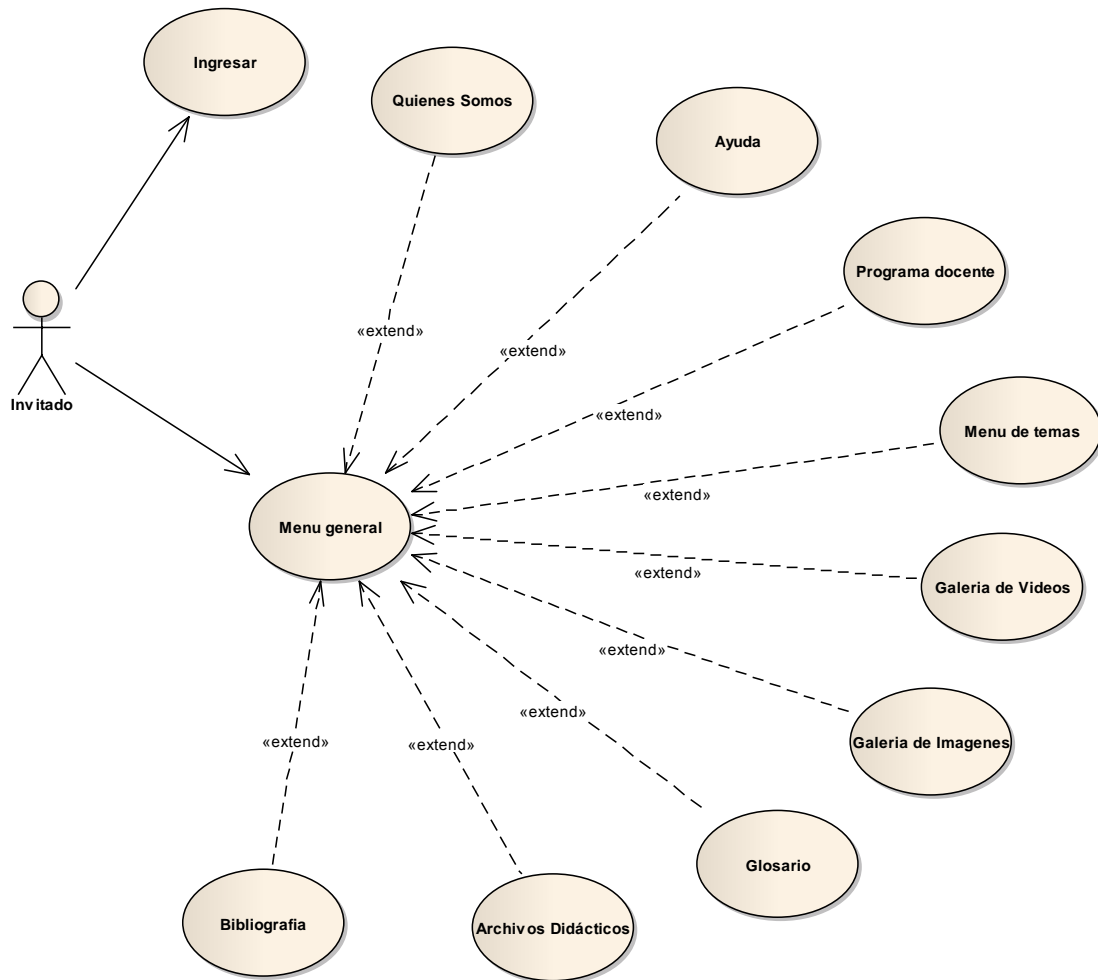 Ingresar
Quienes Somos
Ayuda
Programa docente
«extend»
«extend»
Invitado
«extend»
Menu de temas
«extend»
Menu general
«extend»
Galeria de Videos
«extend»
«extend»
Galeria de Imagenes
«extend»
«extend»
Glosario
Bibliografia
Archivos Didácticos